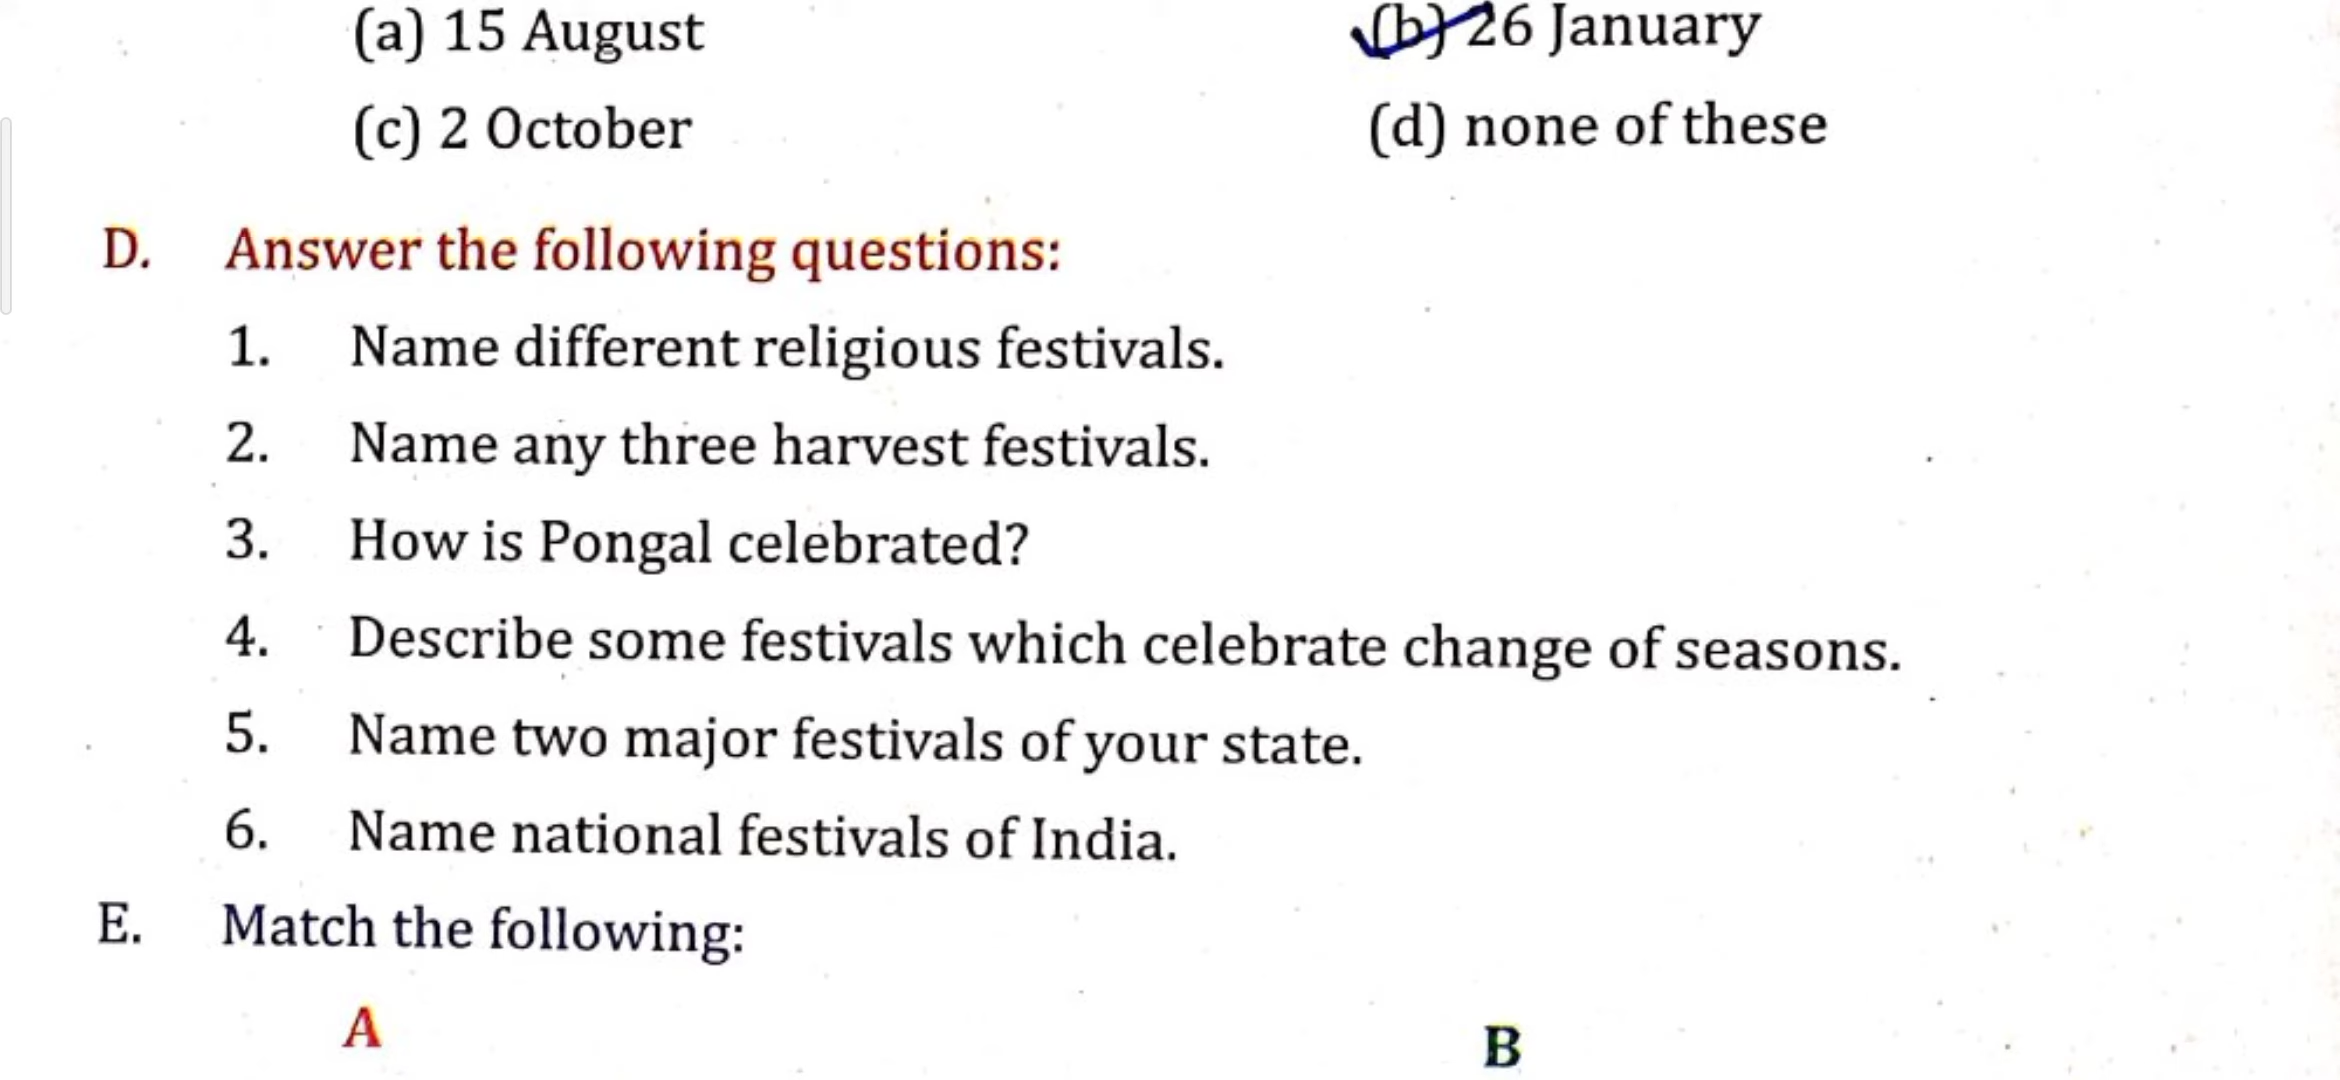 (a) 15 August (b) 26 January
(c) 2 October (d) none of these
D. Answer the following questions:
1. Name different religious festivals.
2. Name any three harvest festivals.
3. How is Pongal celebrated?
4. Describe some festivals which celebrate change of seasons.
5. Name two major festivals of your state.
6. Name national festivals of India.
E. Match the following:
A B